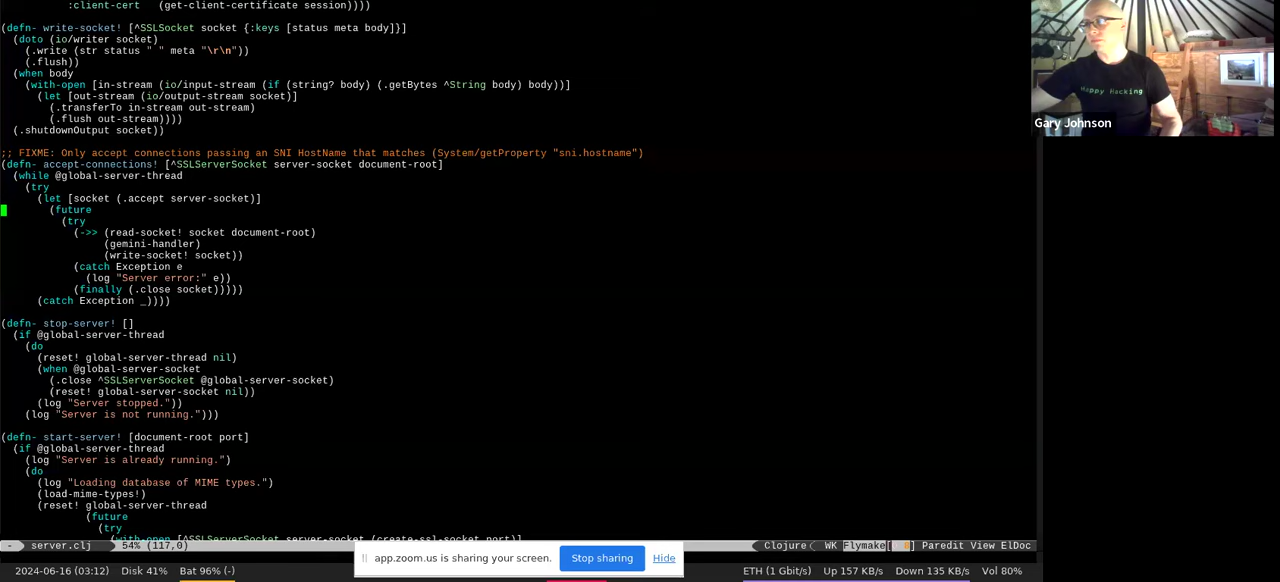 :client-cert   (get-client-certificate session))))
(defn- write-socket! [^SSLSocket socket {:keys [status meta body]}]
  (doto (io/writer socket)
    (.write (str status " " meta "\r\n"))
    (.flush))
  (when body
    (with-open [in-stream (io/input-stream (if (string? body) (.getBytes ^String body) body))]
      (let [out-stream (io/output-stream socket)]
        (.transferTo in-stream out-stream)
        (.flush out-stream))))
  (.shutdownOutput socket))
;; FIXME: Only accept connections passing an SNI HostName that matches (System/getProperty "sni.hostname")
(defn- accept-connections! [^SSLServerSocket server-socket document-root]
  (while @global-server-thread
    (try
      (let [socket (.accept server-socket)]
        (future
          (try
            (->> (read-socket! socket document-root)
                 (gemini-handler)
                 (write-socket! socket))
            (catch Exception e
              (log "Server error:" e))
            (finally (.close socket)))))
      (catch Exception _))))
(defn- stop-server! []
  (if @global-server-thread
    (do
      (reset! global-server-thread nil)
      (when @global-server-socket
        (.close ^SSLServerSocket @global-server-socket)
        (reset! global-server-socket nil))
      (log "Server stopped."))
    (log "Server is not running.")))
(defn- start-server! [document-root port]
  (if @global-server-thread
    (log "Server is already running.")
    (do
      (log "Loading database of MIME types.")
      (load-mime-types!)
      (reset! global-server-thread
              (future
                (try
                  (with-open [^SSLServerSocket server-socket (create-ssl-socket port)]
- server.clj 54% (117,0) Clojure WK Flymake[ 8] Paredit View ElDoc
app.zoom.us is sharing your screen. Stop sharing Hide
2024-06-16 (03:12) Disk 41% Bat 96% (-) ETH (1 Gbit/s) Up 157 KB/s Down 135 KB/s Vol 80%
Happy Hacking
Gary Johnson